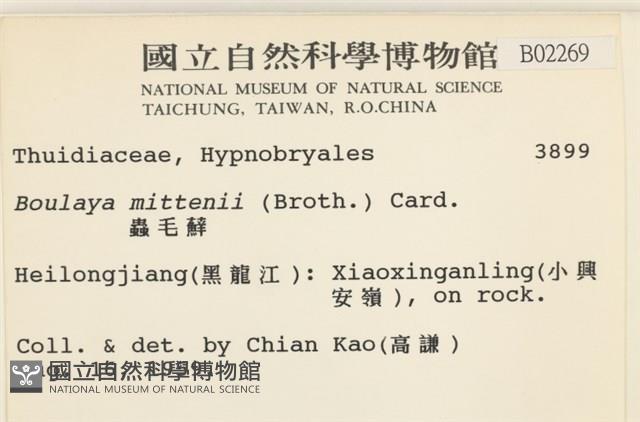 國立自然科學博物館 B02269
NATIONAL MUSEUM OF NATURAL SCIENCE
TAICHUNG, TAIWAN, R.O.CHINA
Thuidiaceae, Hypnobryales 3899
Boulaya mittenii (Broth.) Card.
蟲毛蘚
Heilongjiang(黑龍江): Xiaoxinganling(小興
安嶺), on rock.
Coll. & det. by Chian Kao(高謙)
國立自然科學博物館
NATIONAL MUSEUM OF NATURAL SCIENCE